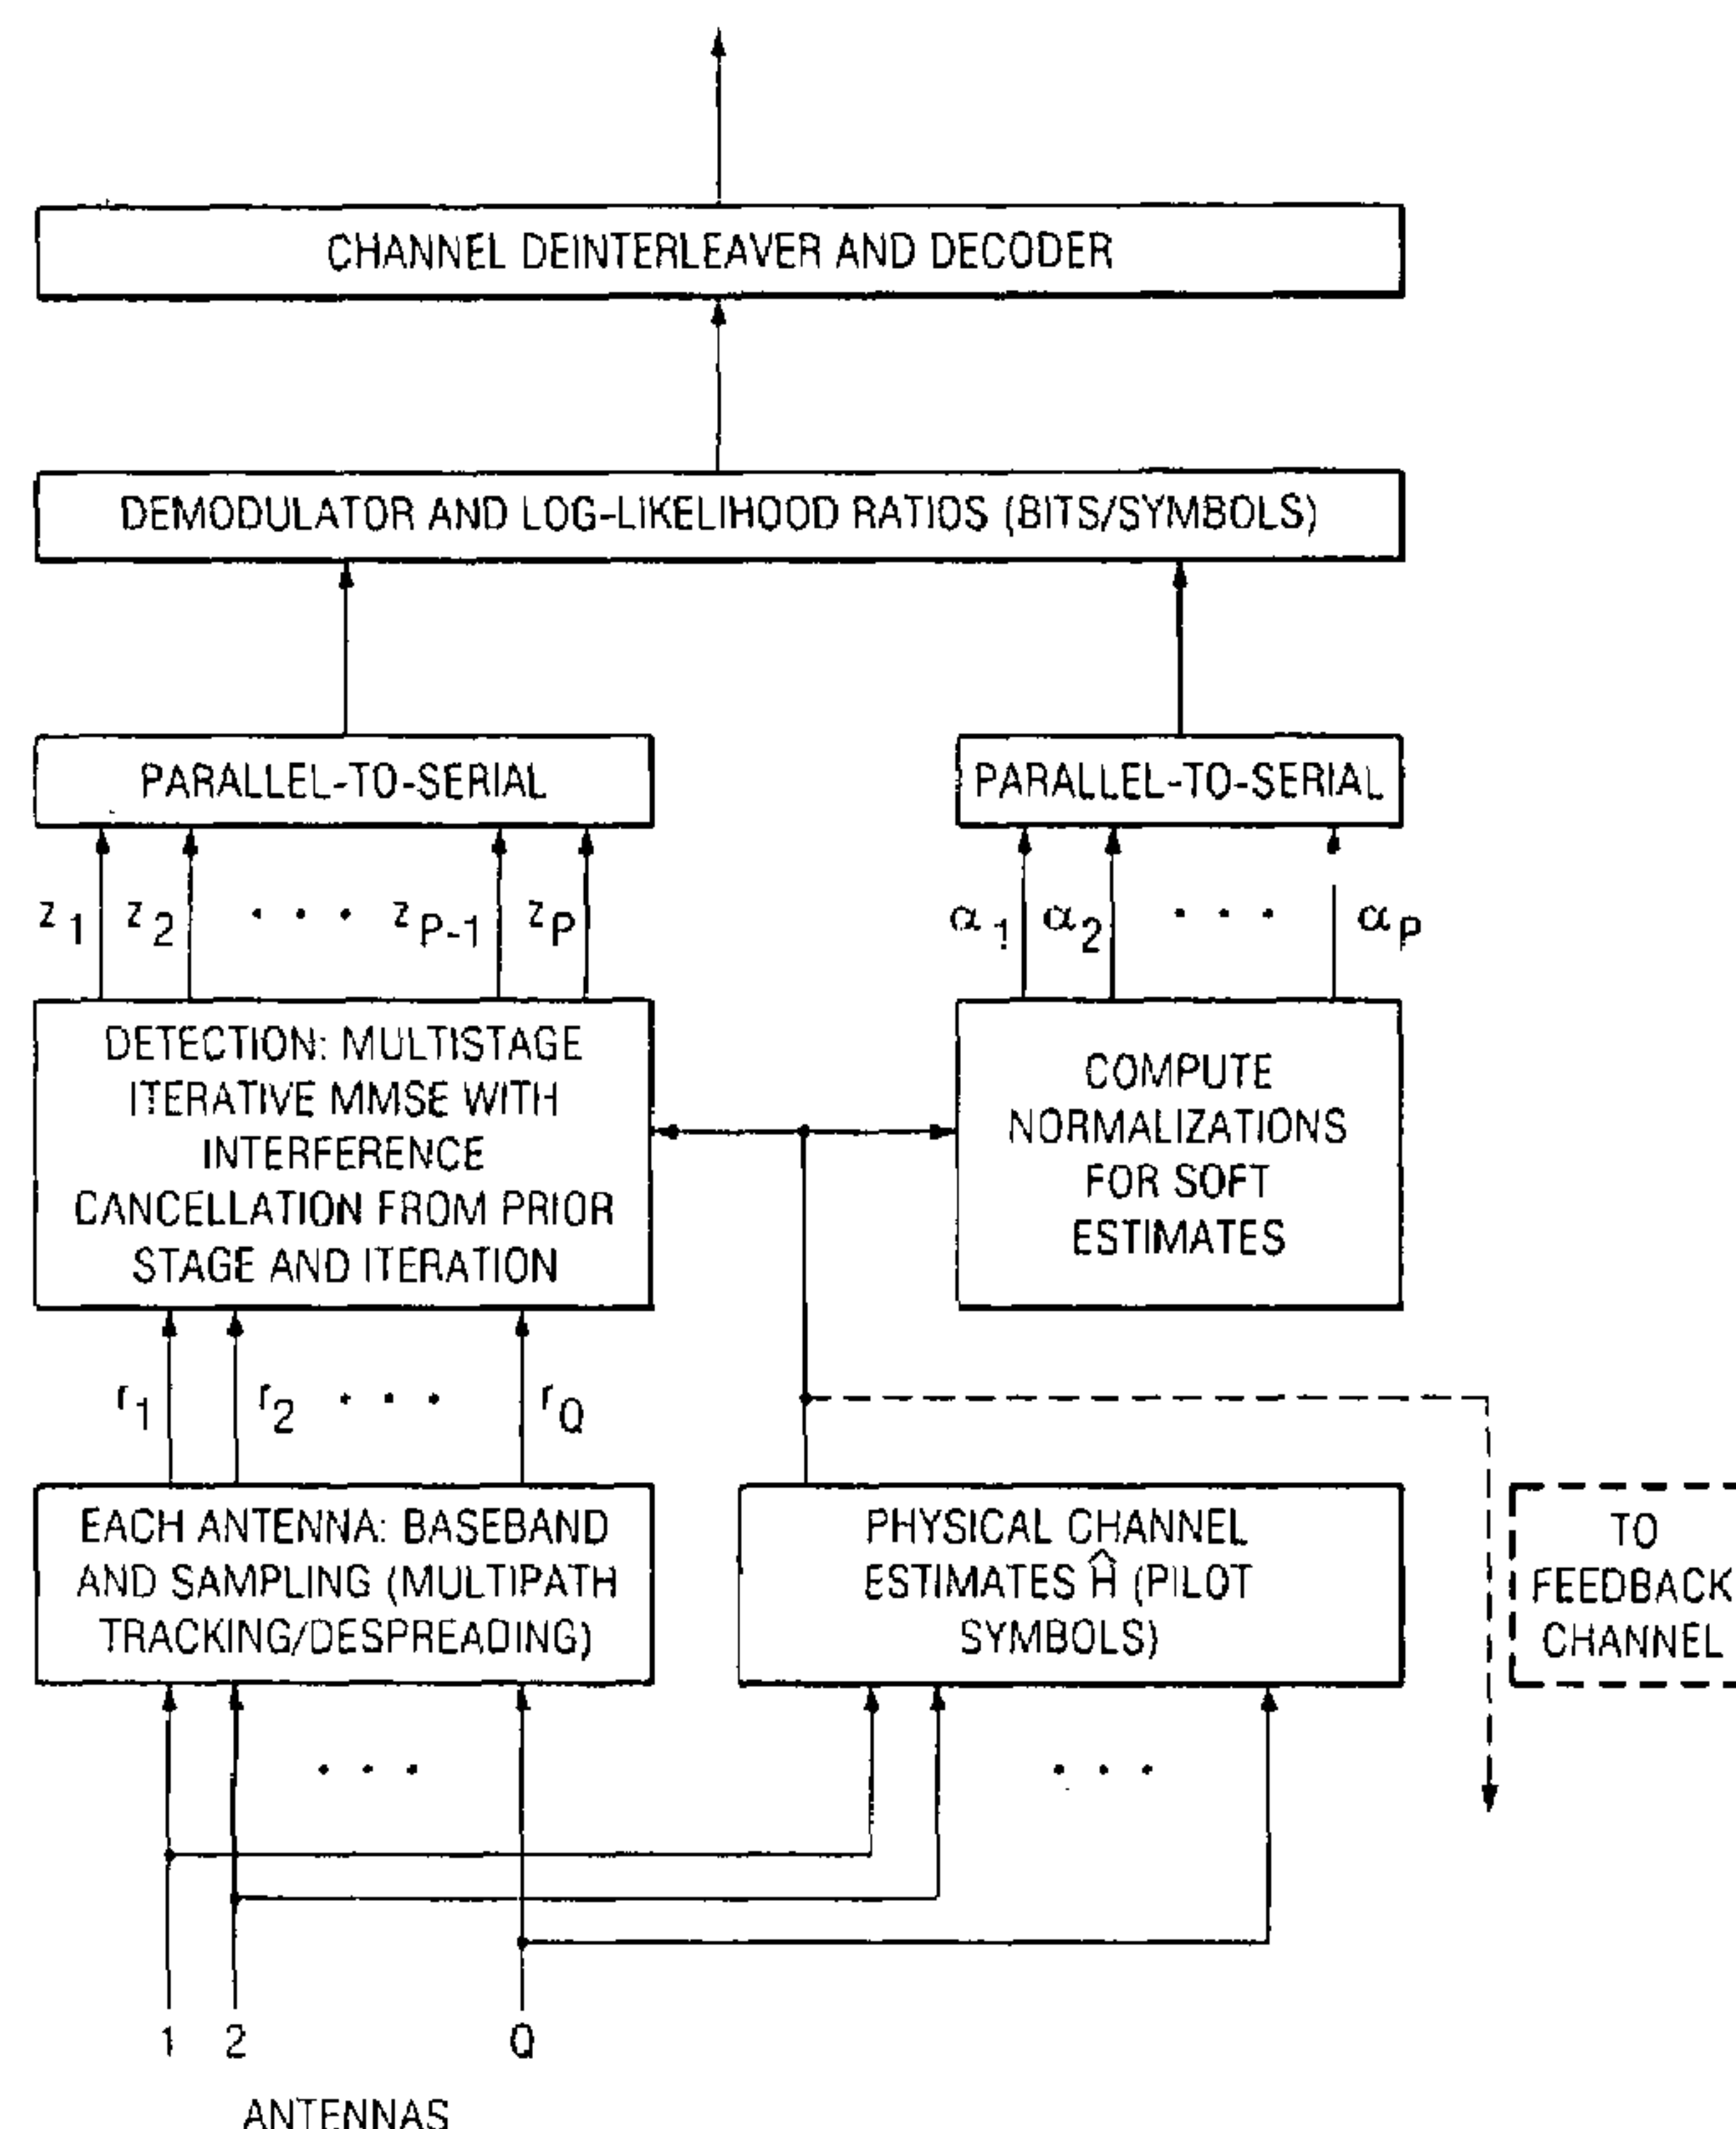 CHANNEL DEINTERLEAVER AND DECODER
DEMODULATOR AND LOG-LIKELIHOOD RATIOS (BITS/SYMBOLS)
PARALLEL-TO-SERIAL
PARALLEL-TO-SERIAL
z1 z2 . . . zP-1 zP
α1 α2 . . . αP
DETECTION: MULTISTAGE
ITERATIVE MMSE WITH
INTERFERENCE
CANCELLATION FROM PRIOR
STAGE AND ITERATION
COMPUTE
NORMALIZATIONS
FOR SOFT
ESTIMATES
r1 r2 . . . rQ
EACH ANTENNA: BASEBAND
AND SAMPLING (MULTIPATH
TRACKING/DESPREADING)
PHYSICAL CHANNEL
ESTIMATES Ĥ (PILOT
SYMBOLS)
TO
FEEDBACK
CHANNEL
. . .
. . .
1 2 Q
ANTENNAS